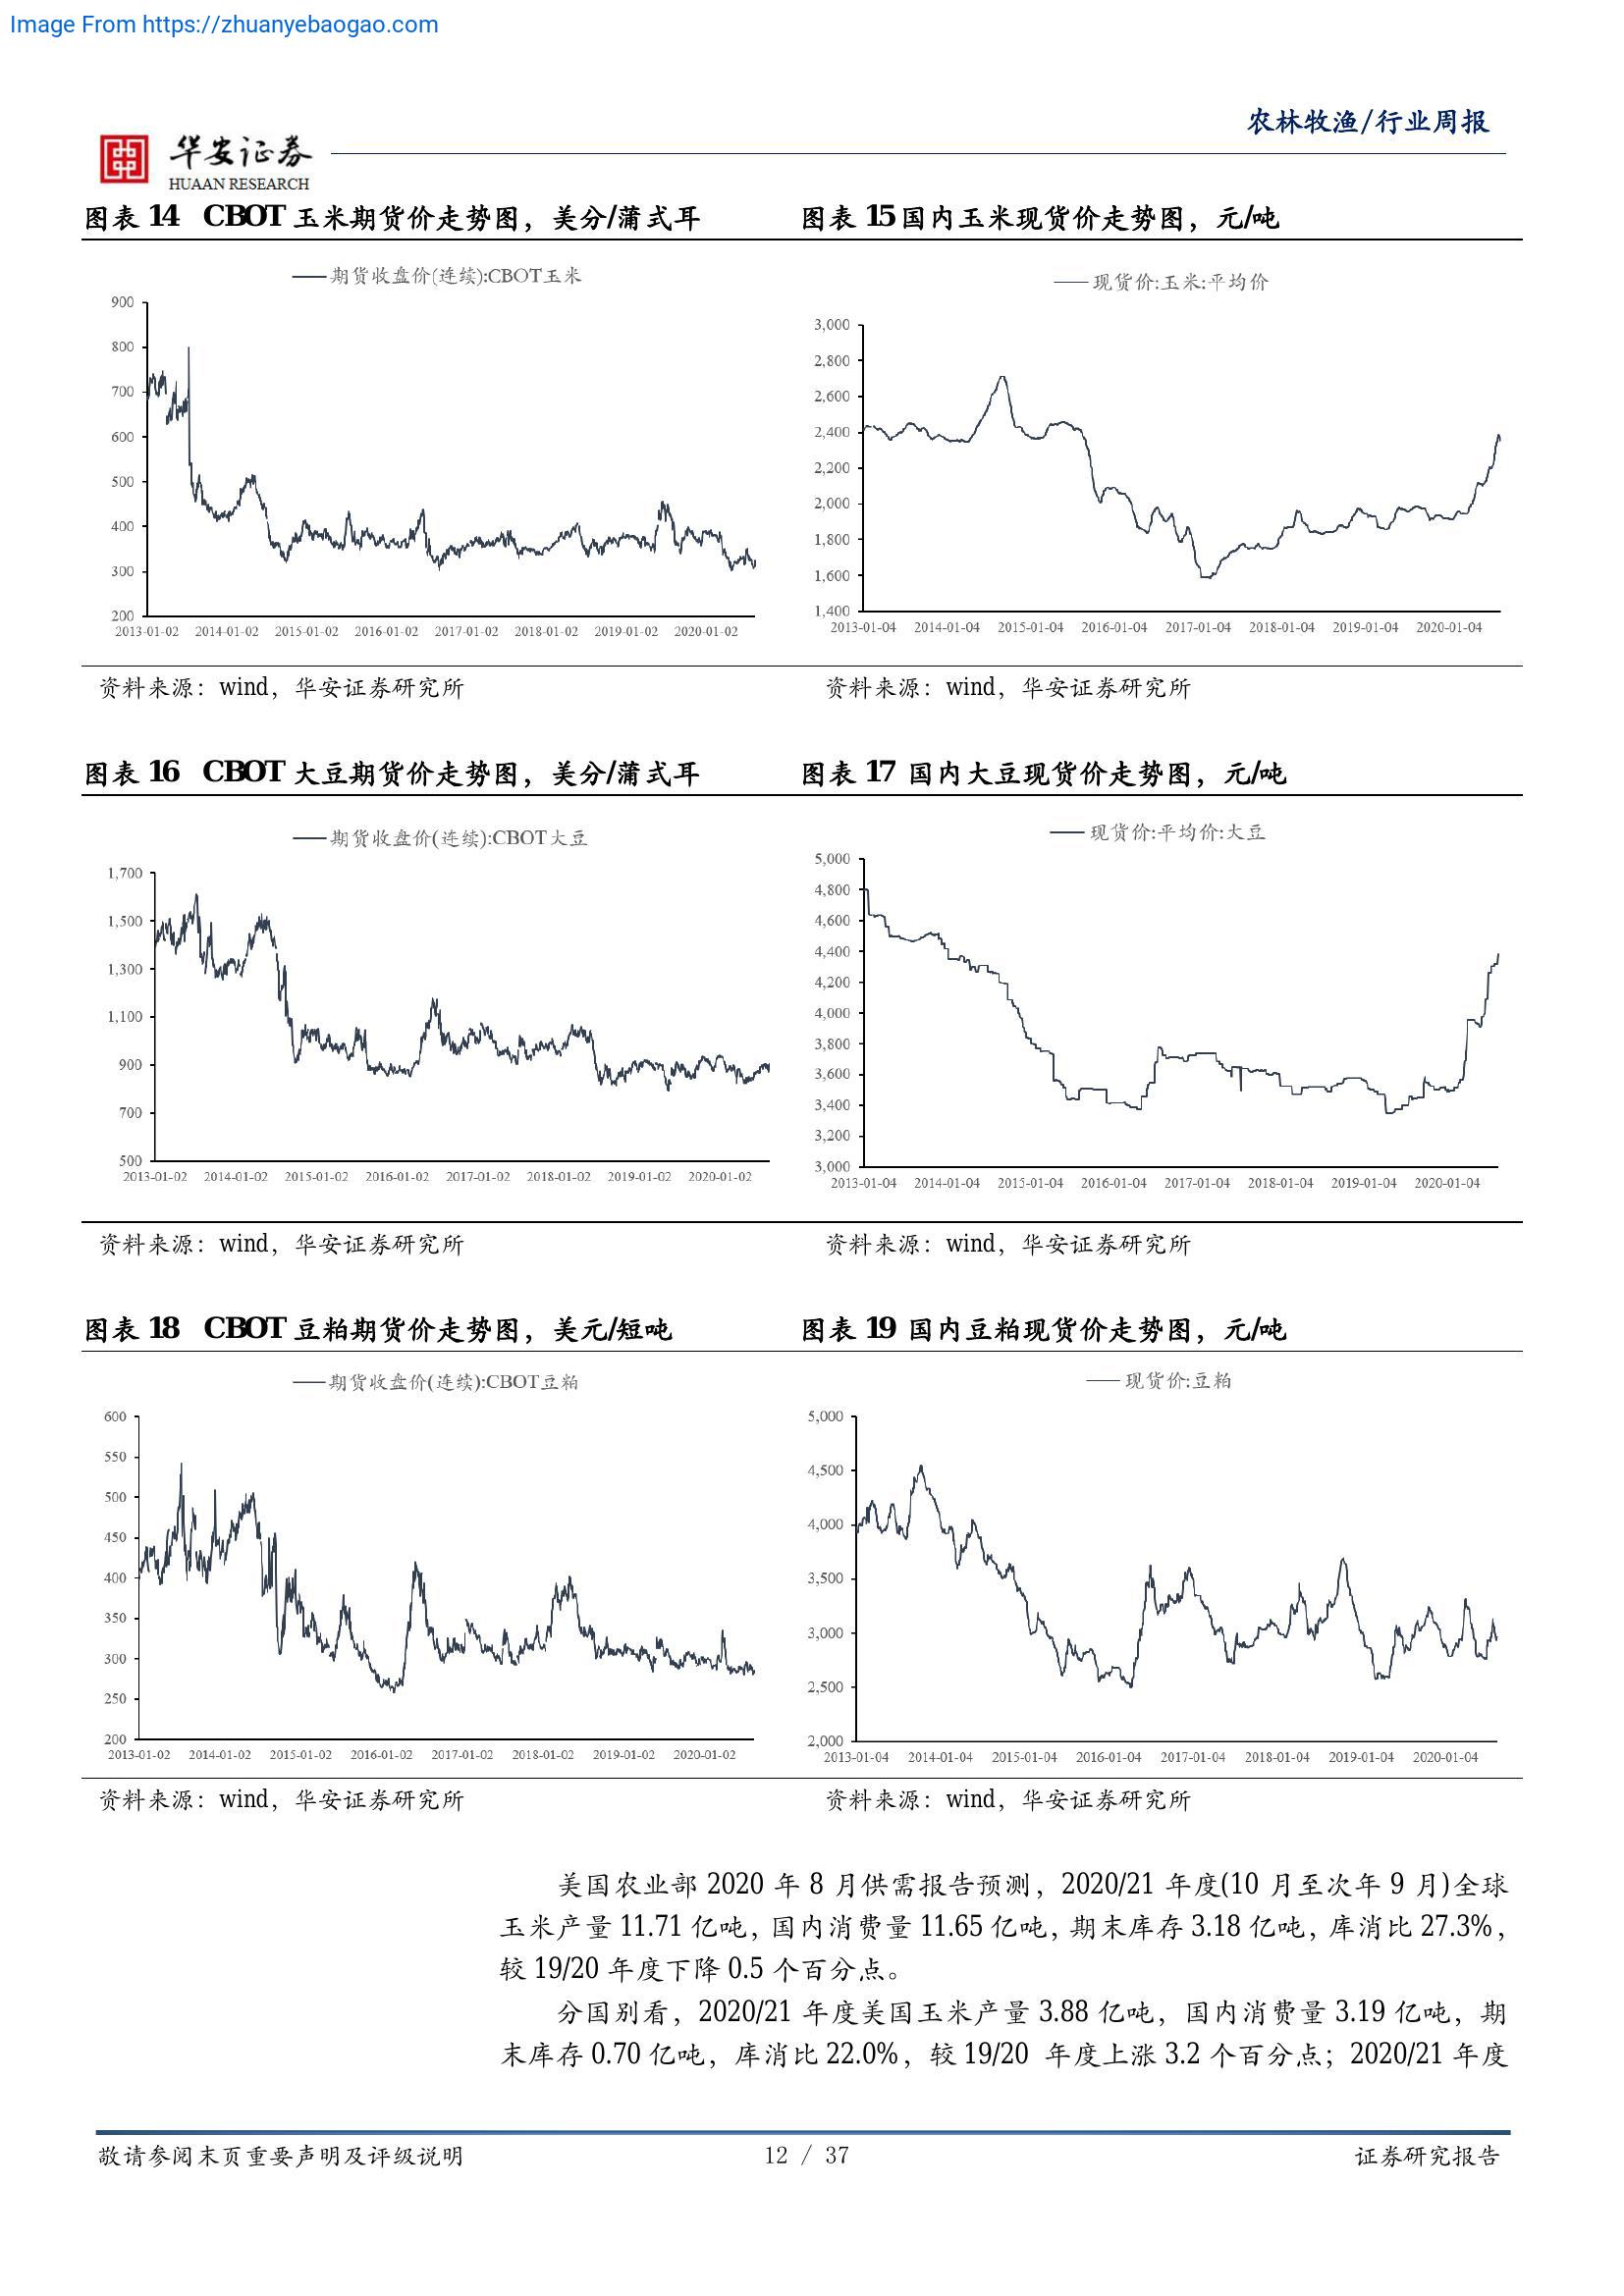 Image From https://zhuanyebaogao.com
农林牧渔/行业周报
华安证券
HUAAN RESEARCH
图表 14 CBOT 玉米期货价走势图，美分/蒲式耳
图表 15 国内玉米现货价走势图，元/吨
期货收盘价(连续):CBOT玉米
900
800
700
600
500
400
300
200
2013-01-02 2014-01-02 2015-01-02 2016-01-02 2017-01-02 2018-01-02 2019-01-02 2020-01-02
现货价:玉米:平均价
3,000
2,800
2,600
2,400
2,200
2,000
1,800
1,600
1,400
2013-01-04 2014-01-04 2015-01-04 2016-01-04 2017-01-04 2018-01-04 2019-01-04 2020-01-04
资料来源：wind，华安证券研究所
资料来源：wind，华安证券研究所
图表 16 CBOT 大豆期货价走势图，美分/蒲式耳
图表 17 国内大豆现货价走势图，元/吨
期货收盘价(连续):CBOT大豆
1,700
1,500
1,300
1,100
900
700
500
2013-01-02 2014-01-02 2015-01-02 2016-01-02 2017-01-02 2018-01-02 2019-01-02 2020-01-02
现货价:平均价:大豆
5,000
4,800
4,600
4,400
4,200
4,000
3,800
3,600
3,400
3,200
3,000
2013-01-04 2014-01-04 2015-01-04 2016-01-04 2017-01-04 2018-01-04 2019-01-04 2020-01-04
资料来源：wind，华安证券研究所
资料来源：wind，华安证券研究所
图表 18 CBOT 豆粕期货价走势图，美元/短吨
图表 19 国内豆粕现货价走势图，元/吨
期货收盘价(连续):CBOT豆粕
600
550
500
450
400
350
300
250
200
2013-01-02 2014-01-02 2015-01-02 2016-01-02 2017-01-02 2018-01-02 2019-01-02 2020-01-02
现货价:豆粕
5,000
4,500
4,000
3,500
3,000
2,500
2,000
2013-01-04 2014-01-04 2015-01-04 2016-01-04 2017-01-04 2018-01-04 2019-01-04 2020-01-04
资料来源：wind，华安证券研究所
资料来源：wind，华安证券研究所
美国农业部 2020 年 8 月供需报告预测，2020/21 年度(10 月至次年 9 月)全球
玉米产量 11.71 亿吨，国内消费量 11.65 亿吨，期末库存 3.18 亿吨，库消比 27.3%，
较 19/20 年度下降 0.5 个百分点。
分国别看，2020/21 年度美国玉米产量 3.88 亿吨，国内消费量 3.19 亿吨，期
末库存 0.70 亿吨，库消比 22.0%，较 19/20 年度上涨 3.2 个百分点；2020/21 年度
敬请参阅末页重要声明及评级说明
12 / 37
证券研究报告